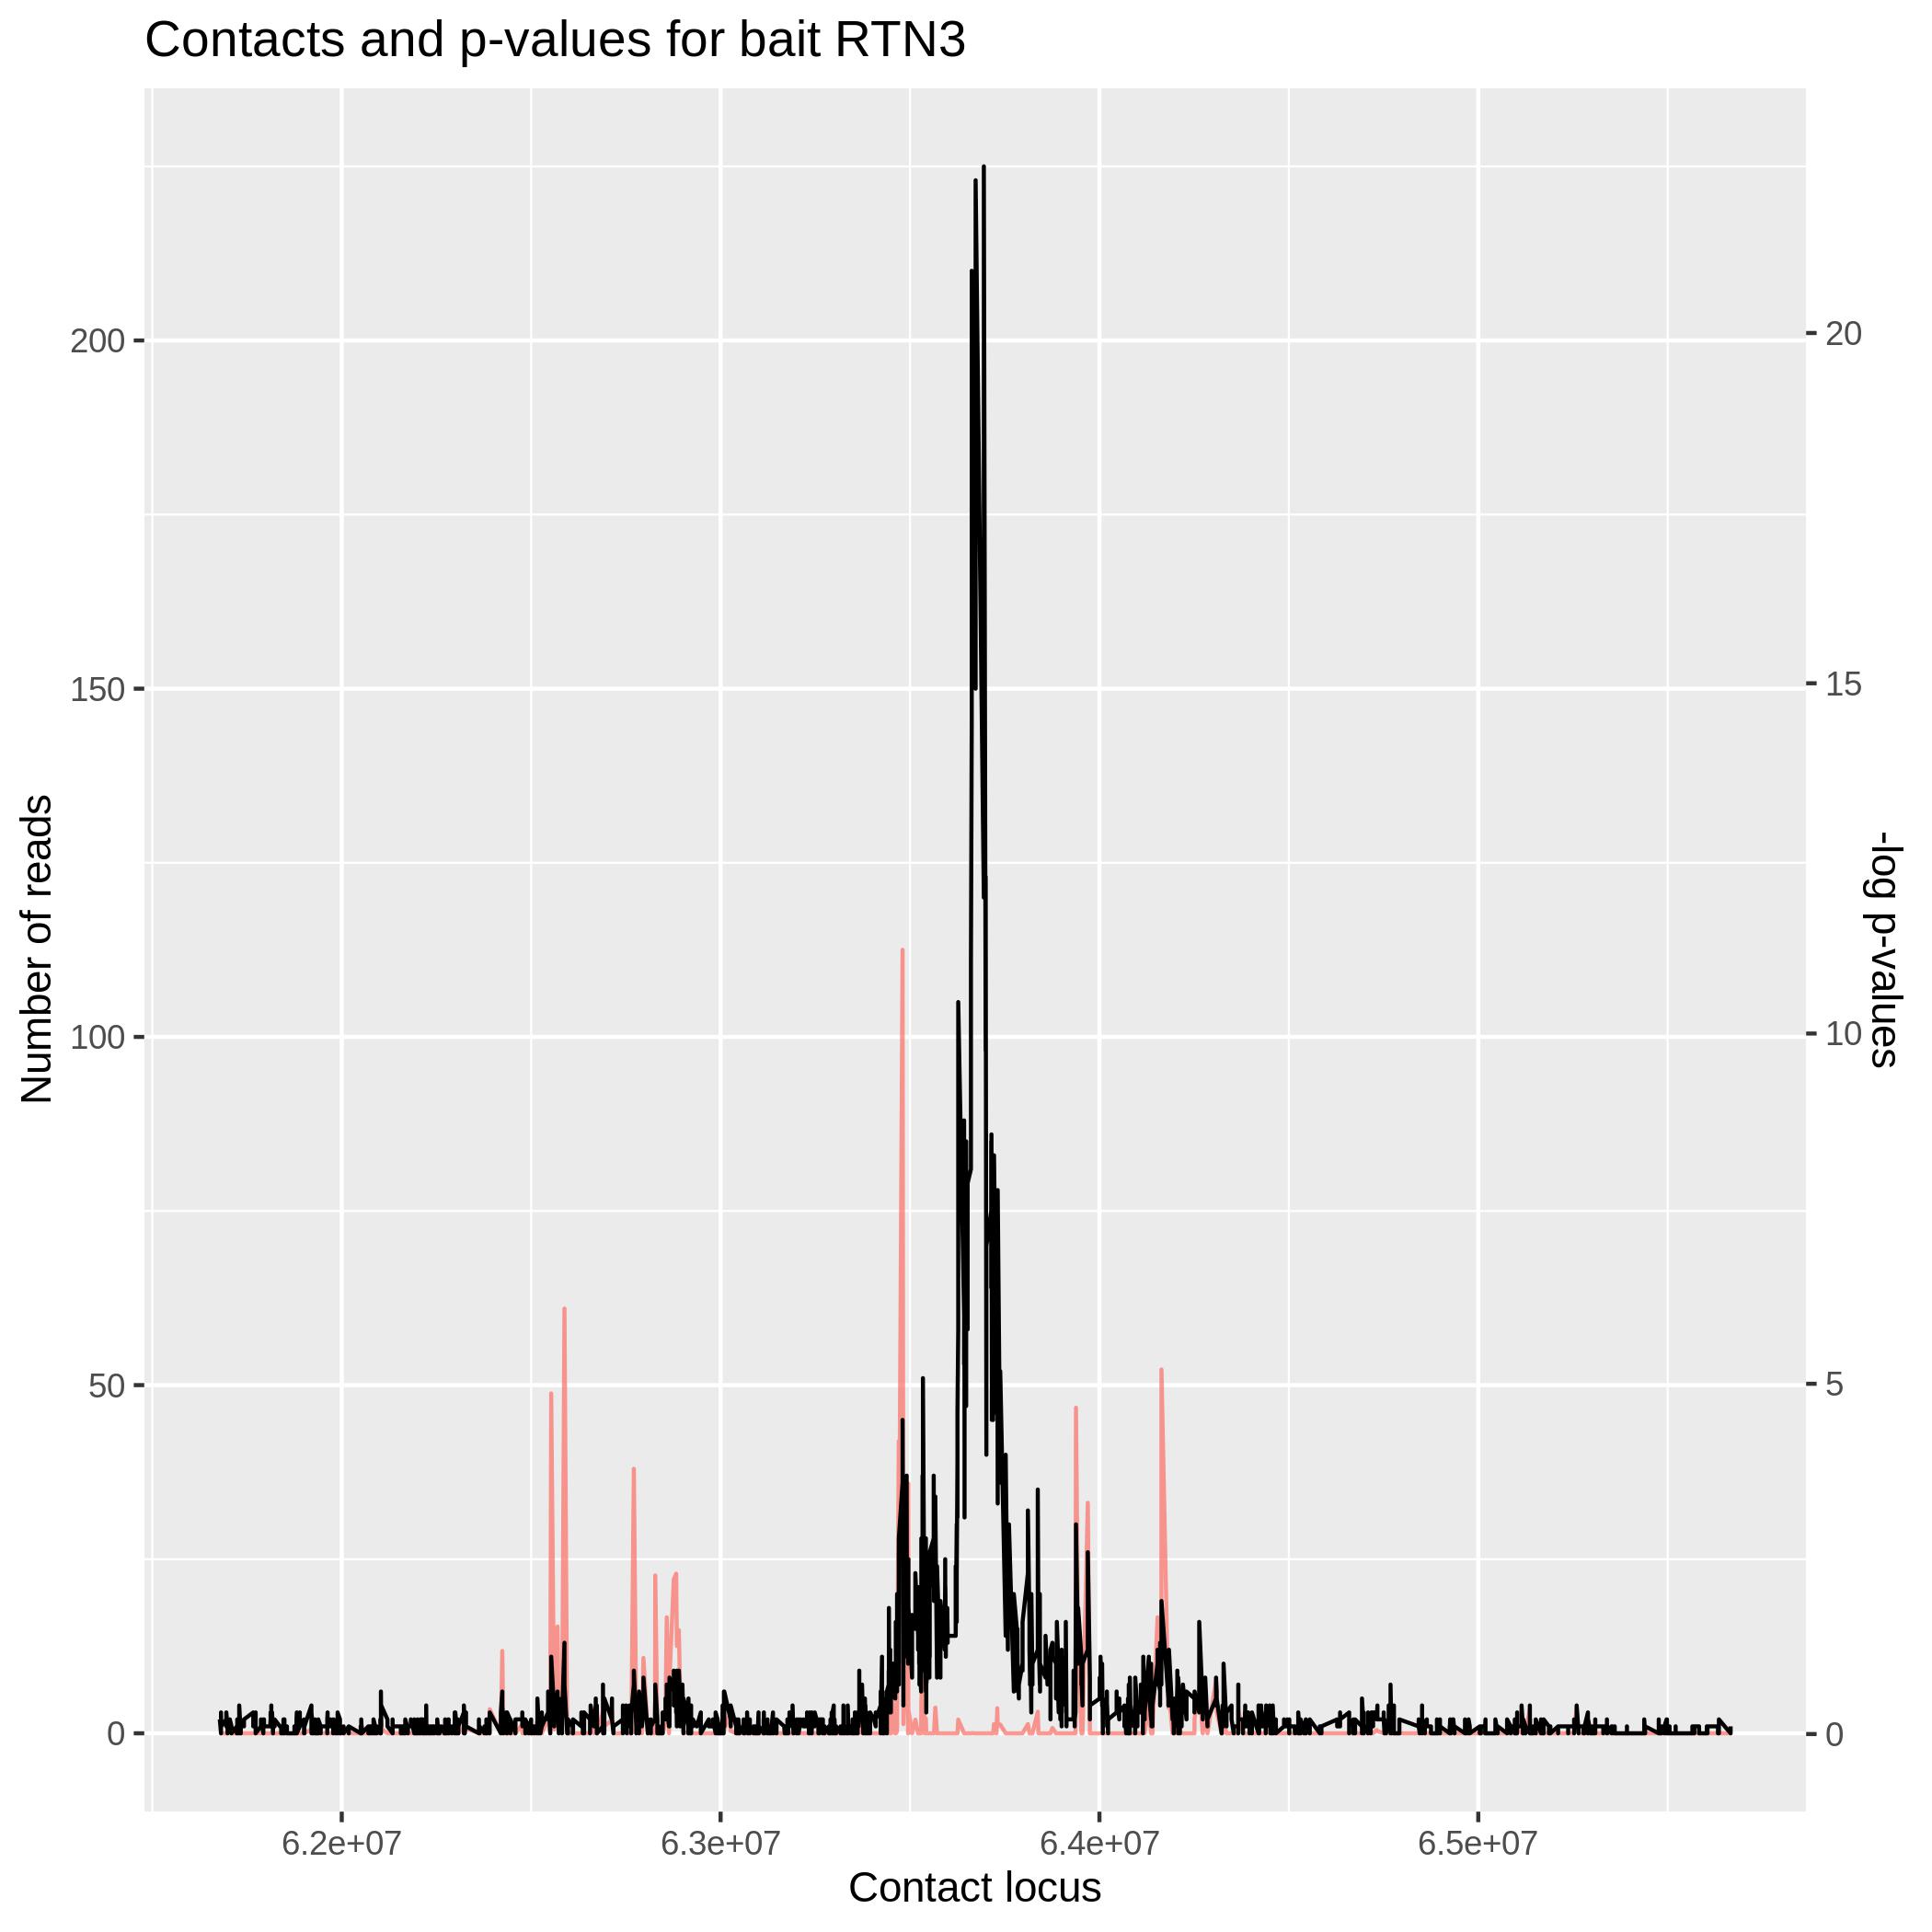 Contacts and p-values for bait RTN3
Number of reads
200
150
100
50
0
20
15
10
5
0
-log p-values
6.2e+07
6.3e+07
6.4e+07
6.5e+07
Contact locus